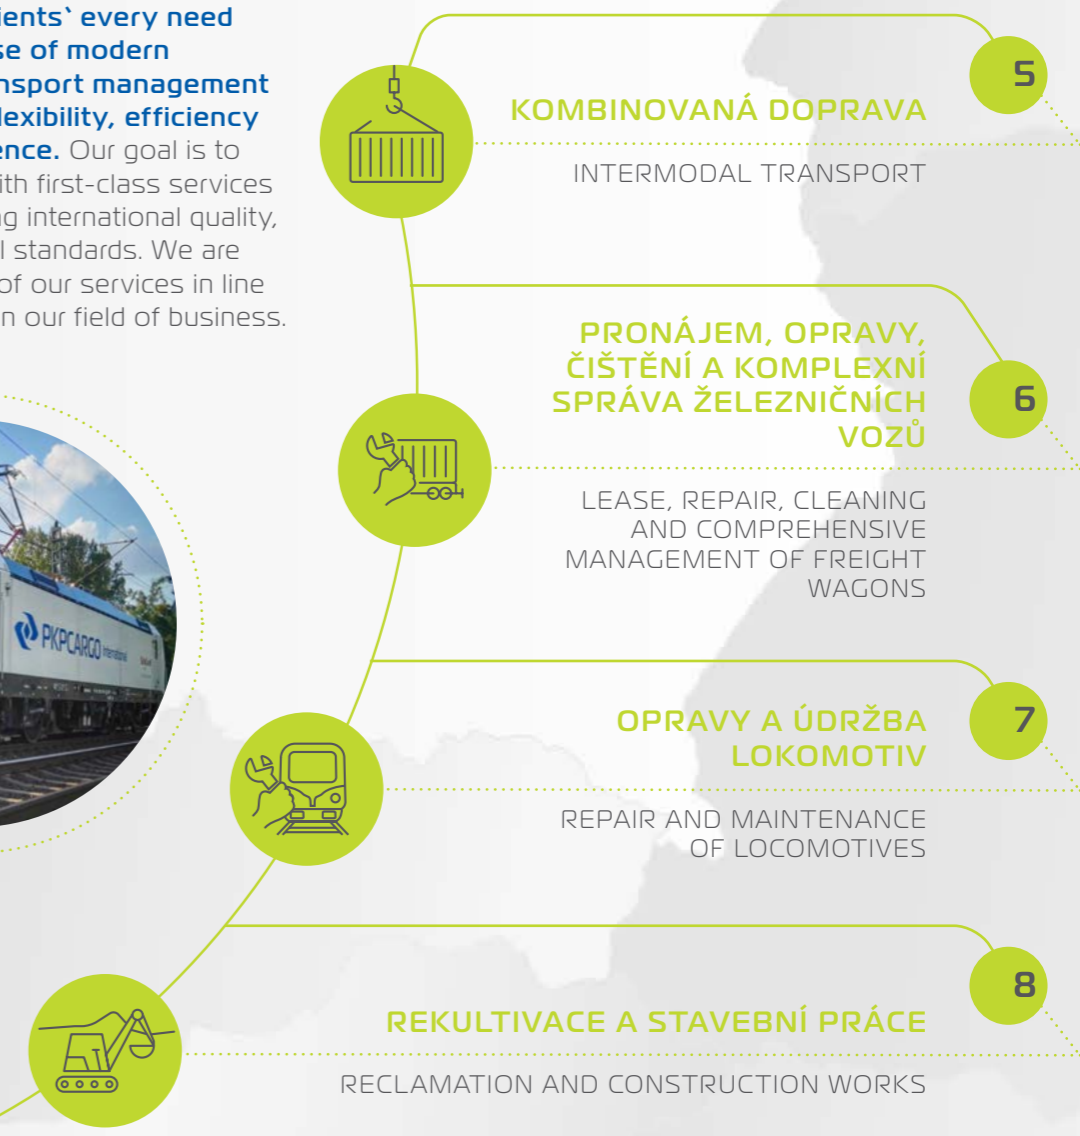 ients` every need
se of modern
nsport management
lexibility, efficiency
ence. Our goal is to
ith first-class services
g international quality,
l standards. We are
of our services in line
n our field of business.
PKPCARGO International
5
KOMBINOVANÁ DOPRAVA
INTERMODAL TRANSPORT
6
PRONÁJEM, OPRAVY,
ČIŠTĚNÍ A KOMPLEXNÍ
SPRÁVA ŽELEZNIČNÍCH
VOZŮ
LEASE, REPAIR, CLEANING
AND COMPREHENSIVE
MANAGEMENT OF FREIGHT
WAGONS
7
OPRAVY A ÚDRŽBA
LOKOMOTIV
REPAIR AND MAINTENANCE
OF LOCOMOTIVES
8
REKULTIVACE A STAVEBNÍ PRÁCE
RECLAMATION AND CONSTRUCTION WORKS